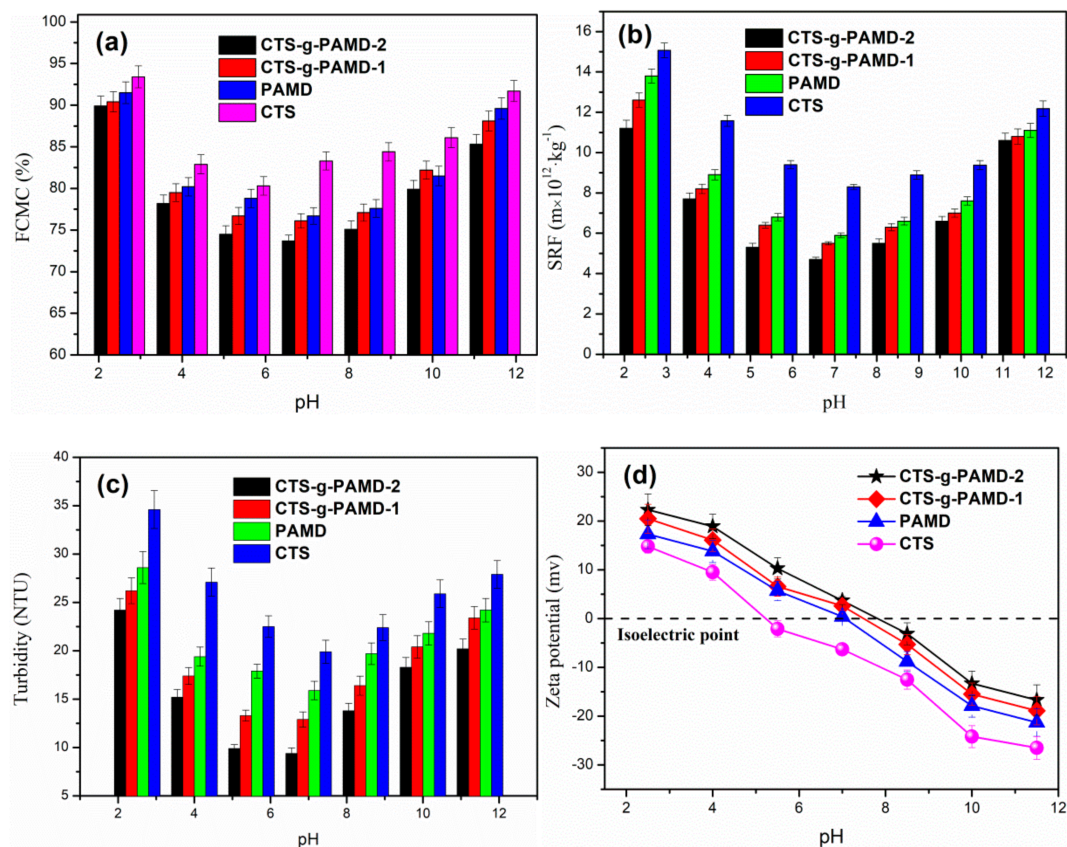 (a)
CTS-g-PAMD-2
CTS-g-PAMD-1
PAMD
CTS
FCMC (%)
100
95
90
85
80
75
70
65
60
2 4 6 8 10 12
pH
(b)
CTS-g-PAMD-2
CTS-g-PAMD-1
PAMD
CTS
SRF (m×10¹²·kg⁻¹)
16
14
12
10
8
6
4
2
0
2 3 4 5 6 7 8 9 10 11 12
pH
(c)
CTS-g-PAMD-2
CTS-g-PAMD-1
PAMD
CTS
Turbidity (NTU)
40
35
30
25
20
15
10
5
2 4 6 8 10 12
pH
(d)
CTS-g-PAMD-2
CTS-g-PAMD-1
PAMD
CTS
Zeta potential (mv)
30
20
10
0
-10
-20
-30
Isoelectric point
2 4 6 8 10 12
pH